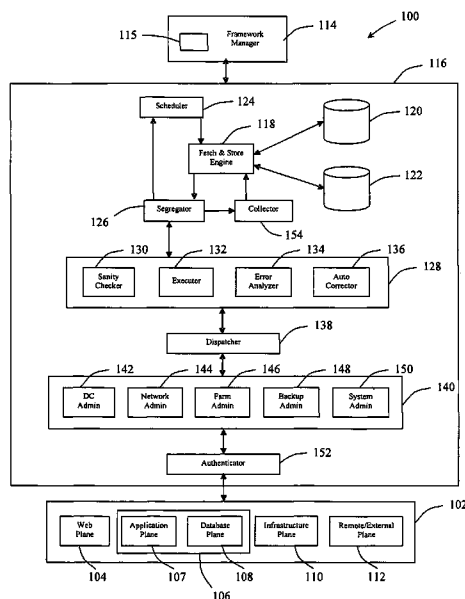 115
Framework
Manager
114
100
116
Scheduler
124
118
120
Fetch & Store
Engine
122
Segregator
Collector
126
154
130
132
134
136
Sanity
Checker
Executor
Error
Analyzer
Auto
Corrector
128
Dispatcher
138
142
144
146
148
150
DC
Admin
Network
Admin
Farm
Admin
Backup
Admin
System
Admin
140
Authenticator
152
102
Web
Plane
Application
Plane
Database
Plane
Infrastructure
Plane
Remote/External
Plane
104
107
108
110
112
106